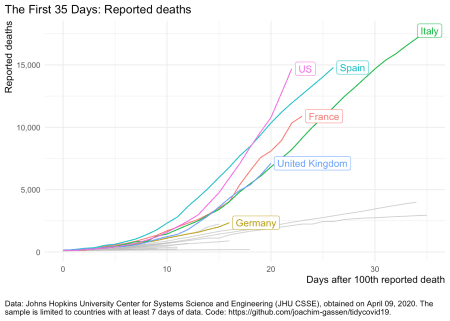 The First 35 Days: Reported deaths
Reported deaths
Italy
US
Spain
15,000
France
10,000
United Kingdom
5,000
Germany
0
0
10
20
30
Days after 100th reported death
Data: Johns Hopkins University Center for Systems Science and Engineering (JHU CSSE), obtained on April 09, 2020. The
sample is limited to countries with at least 7 days of data. Code: https://github.com/joachim-gassen/tidycovid19.